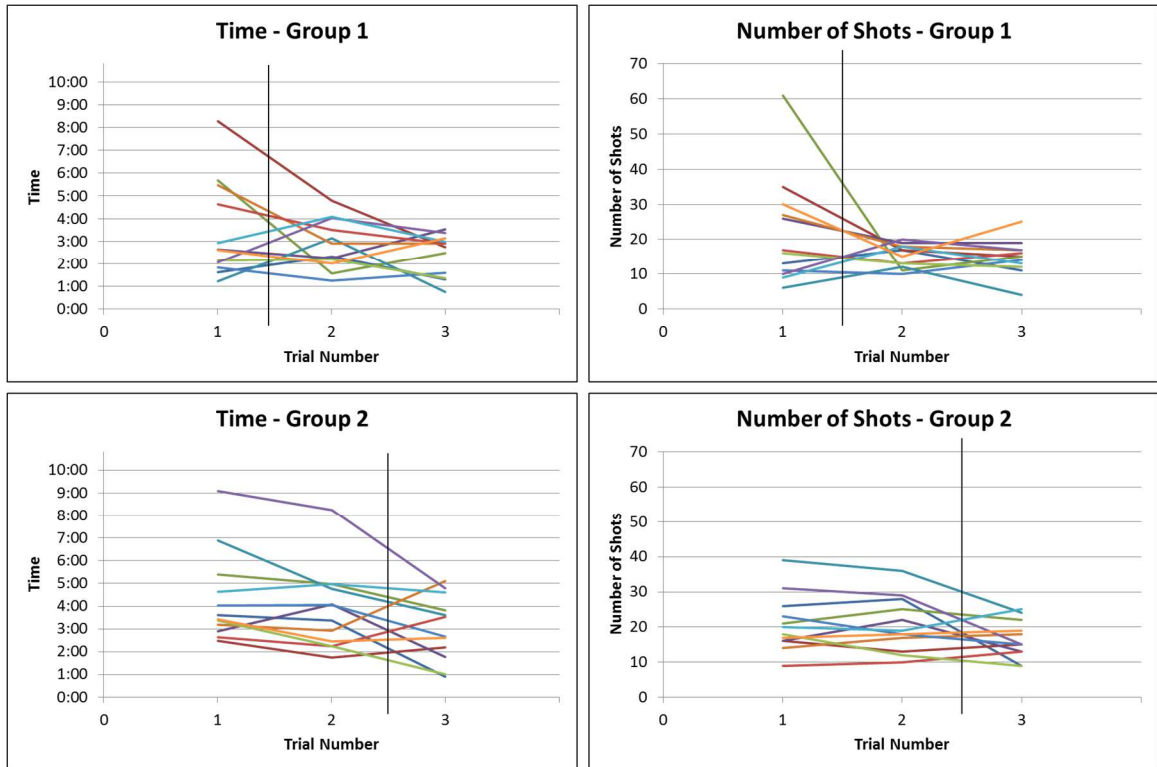 Time - Group 1
10:00
9:00
8:00
7:00
6:00
5:00
4:00
3:00
2:00
1:00
0:00
Time
0 1 2 3
Trial Number
Number of Shots - Group 1
70
60
50
40
30
20
10
0
Number of Shots
0 1 2 3
Trial Number
Time - Group 2
10:00
9:00
8:00
7:00
6:00
5:00
4:00
3:00
2:00
1:00
0:00
Time
0 1 2 3
Trial Number
Number of Shots - Group 2
70
60
50
40
30
20
10
0
Number of Shots
0 1 2 3
Trial Number